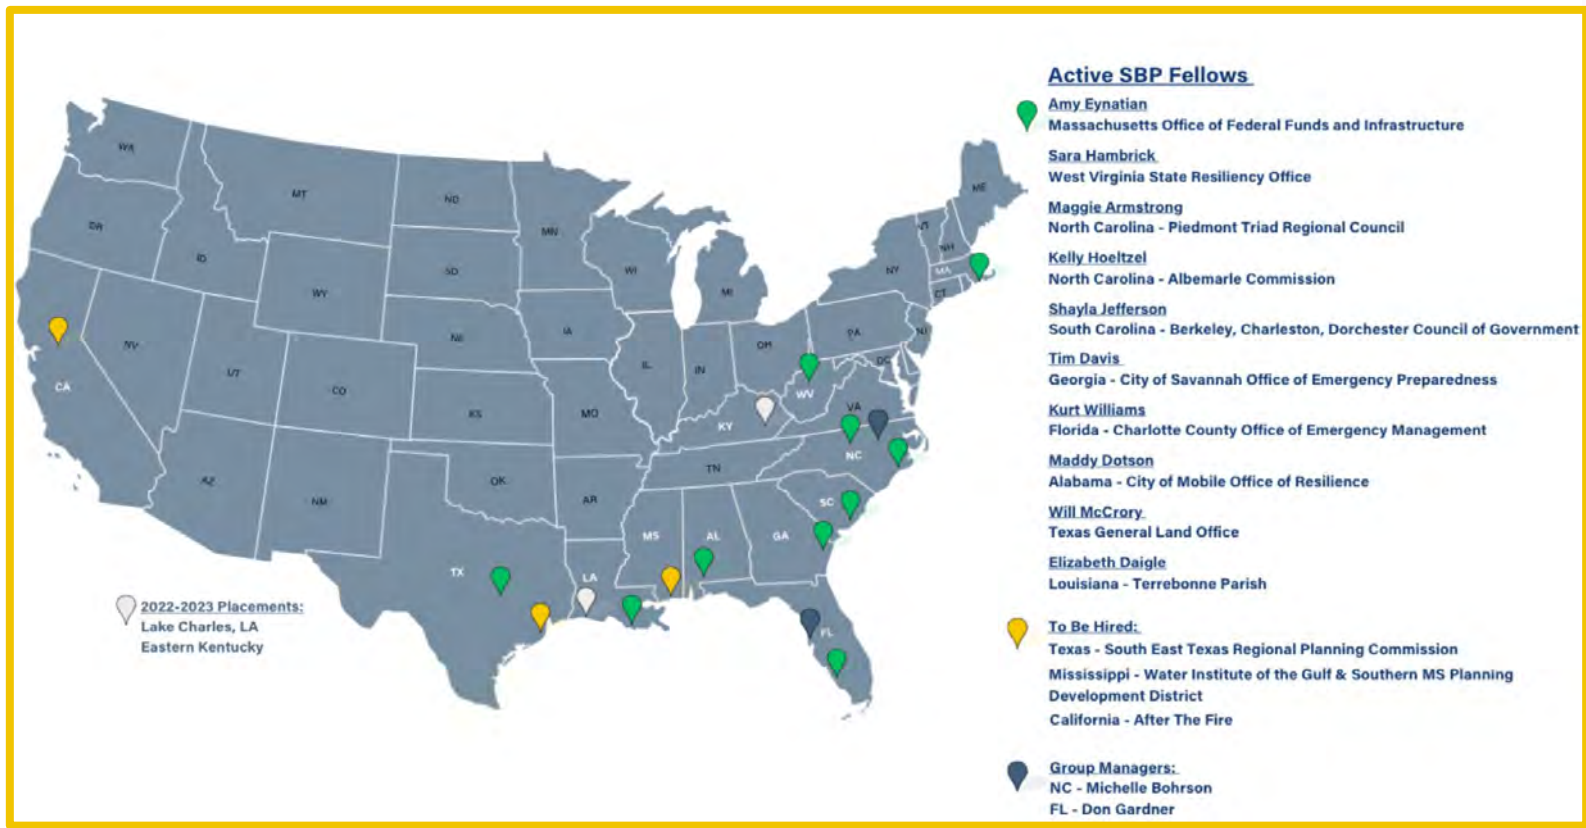 WA
MT
ND
MN
OR
ID
WY
SD
WI
MI
NY
VT
NH
ME
MA
CT
NV
UT
CO
NE
IA
IL
IN
OH
PA
NJ
DC
CA
KS
MO
KY
WV
VA
AZ
NM
OK
AR
TN
NC
SC
TX
LA
MS
AL
GA
FL
2022-2023 Placements:
Lake Charles, LA
Eastern Kentucky
Active SBP Fellows
Amy Eynatian
Massachusetts Office of Federal Funds and Infrastructure
Sara Hambrick
West Virginia State Resiliency Office
Maggie Armstrong
North Carolina - Piedmont Triad Regional Council
Kelly Hoeltzel
North Carolina - Albemarle Commission
Shayla Jefferson
South Carolina - Berkeley, Charleston, Dorchester Council of Government
Tim Davis
Georgia - City of Savannah Office of Emergency Preparedness
Kurt Williams
Florida - Charlotte County Office of Emergency Management
Maddy Dotson
Alabama - City of Mobile Office of Resilience
Will McCrory
Texas General Land Office
Elizabeth Daigle
Louisiana - Terrebonne Parish
To Be Hired:
Texas - South East Texas Regional Planning Commission
Mississippi - Water Institute of the Gulf & Southern MS Planning
Development District
California - After The Fire
Group Managers:
NC - Michelle Bohrson
FL - Don Gardner